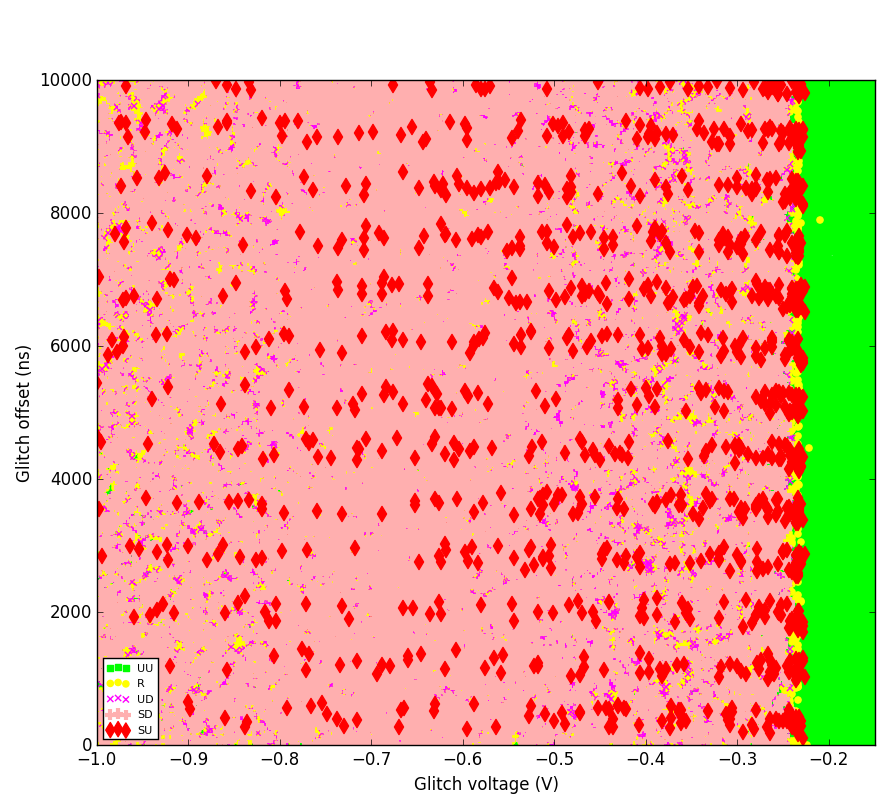 10000
8000
6000
4000
2000
0
Glitch offset (ns)
UU
R
UD
SD
SU
−1.0 −0.9 −0.8 −0.7 −0.6 −0.5 −0.4 −0.3 −0.2
Glitch voltage (V)